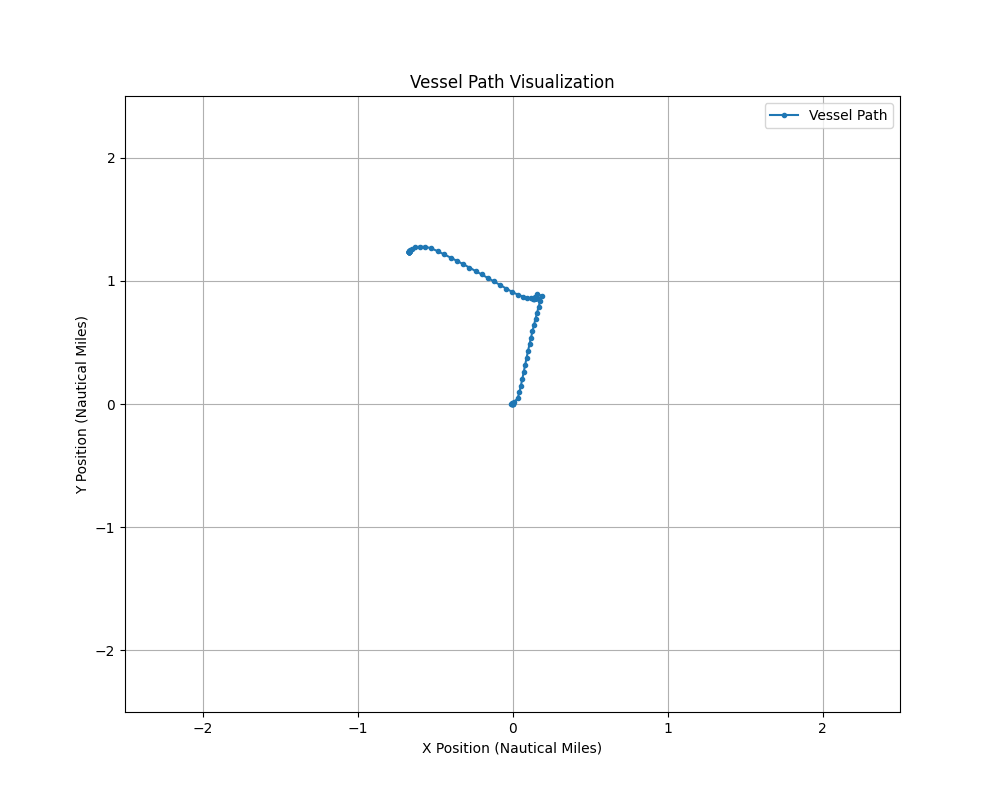 Vessel Path Visualization
Vessel Path
2
1
0
−1
−2
Y Position (Nautical Miles)
−2
−1
0
1
2
X Position (Nautical Miles)